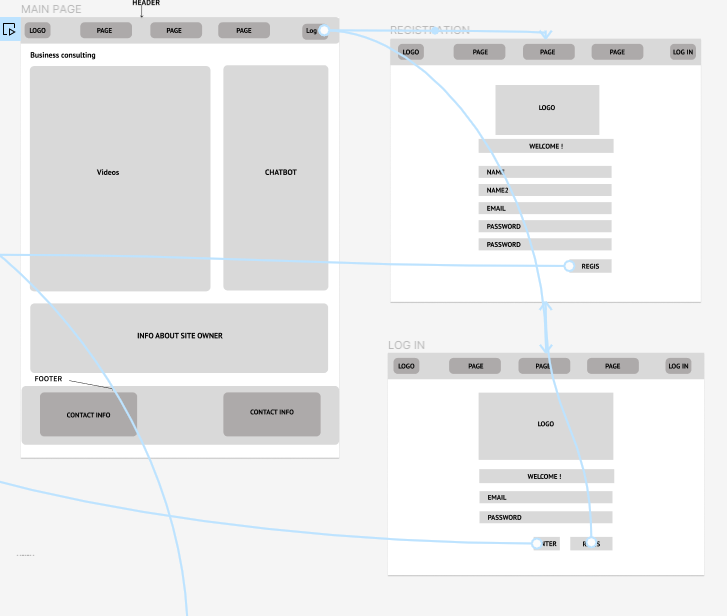 HEADER
MAIN PAGE
LOGO PAGE PAGE PAGE Log
Business consulting
Videos
CHATBOT
INFO ABOUT SITE OWNER
FOOTER
CONTACT INFO
CONTACT INFO
REGISTRATION
LOGO PAGE PAGE PAGE LOG IN
LOGO
WELCOME !
NAME2
EMAIL
PASSWORD
PASSWORD
REGIS
LOG IN
LOGO PAGE PAGE PAGE LOG IN
LOGO
WELCOME !
EMAIL
PASSWORD